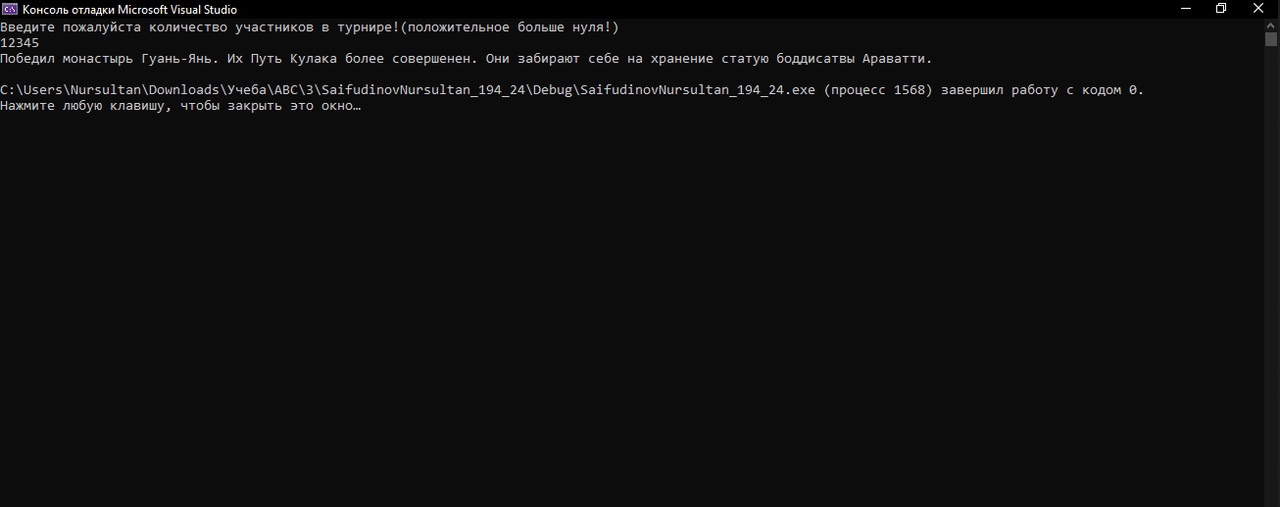 Консоль отладки Microsoft Visual Studio
Введите пожалуйста количество участников в турнире!(положительное больше нуля!)
12345
Победил монастырь Гуань-Янь. Их Путь Кулака более совершенен. Они забирают себе на хранение статую боддисатвы Араватти.
C:\Users\Nursultan\Downloads\Учеба\АВС\3\SaifudinovNursultan_194_24\Debug\SaifudinovNursultan_194_24.exe (процесс 1568) завершил работу с кодом 0.
Нажмите любую клавишу, чтобы закрыть это окно…